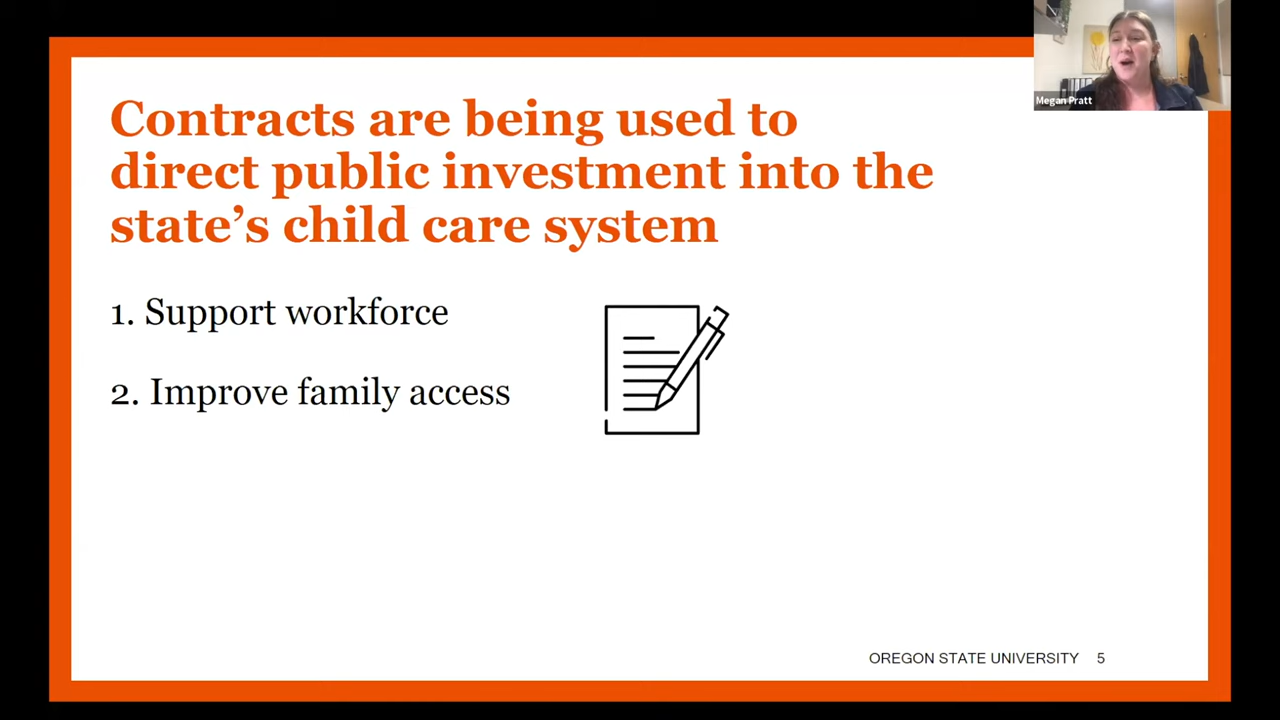 Megan Pratt
Contracts are being used to
direct public investment into the
state’s child care system
1. Support workforce
2. Improve family access
OREGON STATE UNIVERSITY 5